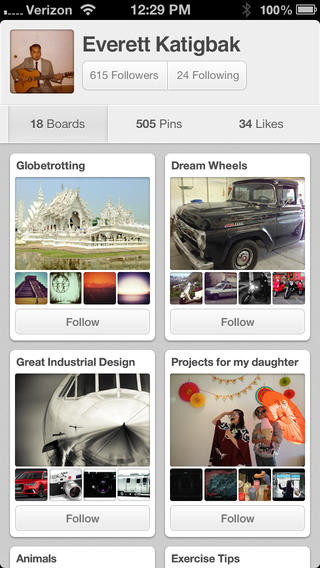 Verizon 12:29 PM 100%
Everett Katigbak
615 Followers 24 Following
18 Boards 505 Pins 34 Likes
Globetrotting Dream Wheels
Follow Follow
Great Industrial Design Projects for my daughter
Follow Follow
Animals Exercise Tips